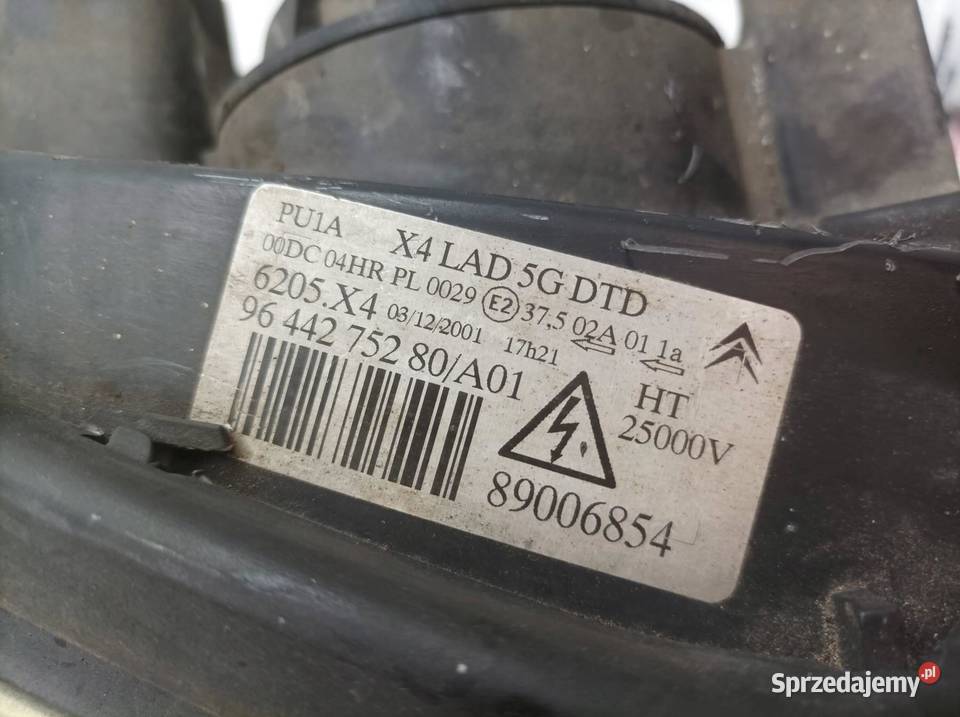 PU1A X4 LAD 5G DTD
00DC 04HR PL 0029 E2 37,5 02A 01 1a
6205.X4 03/12/2001 17h21
96 442 752 80/A01
HT
25000V
89006854
Sprzedajemy.pl